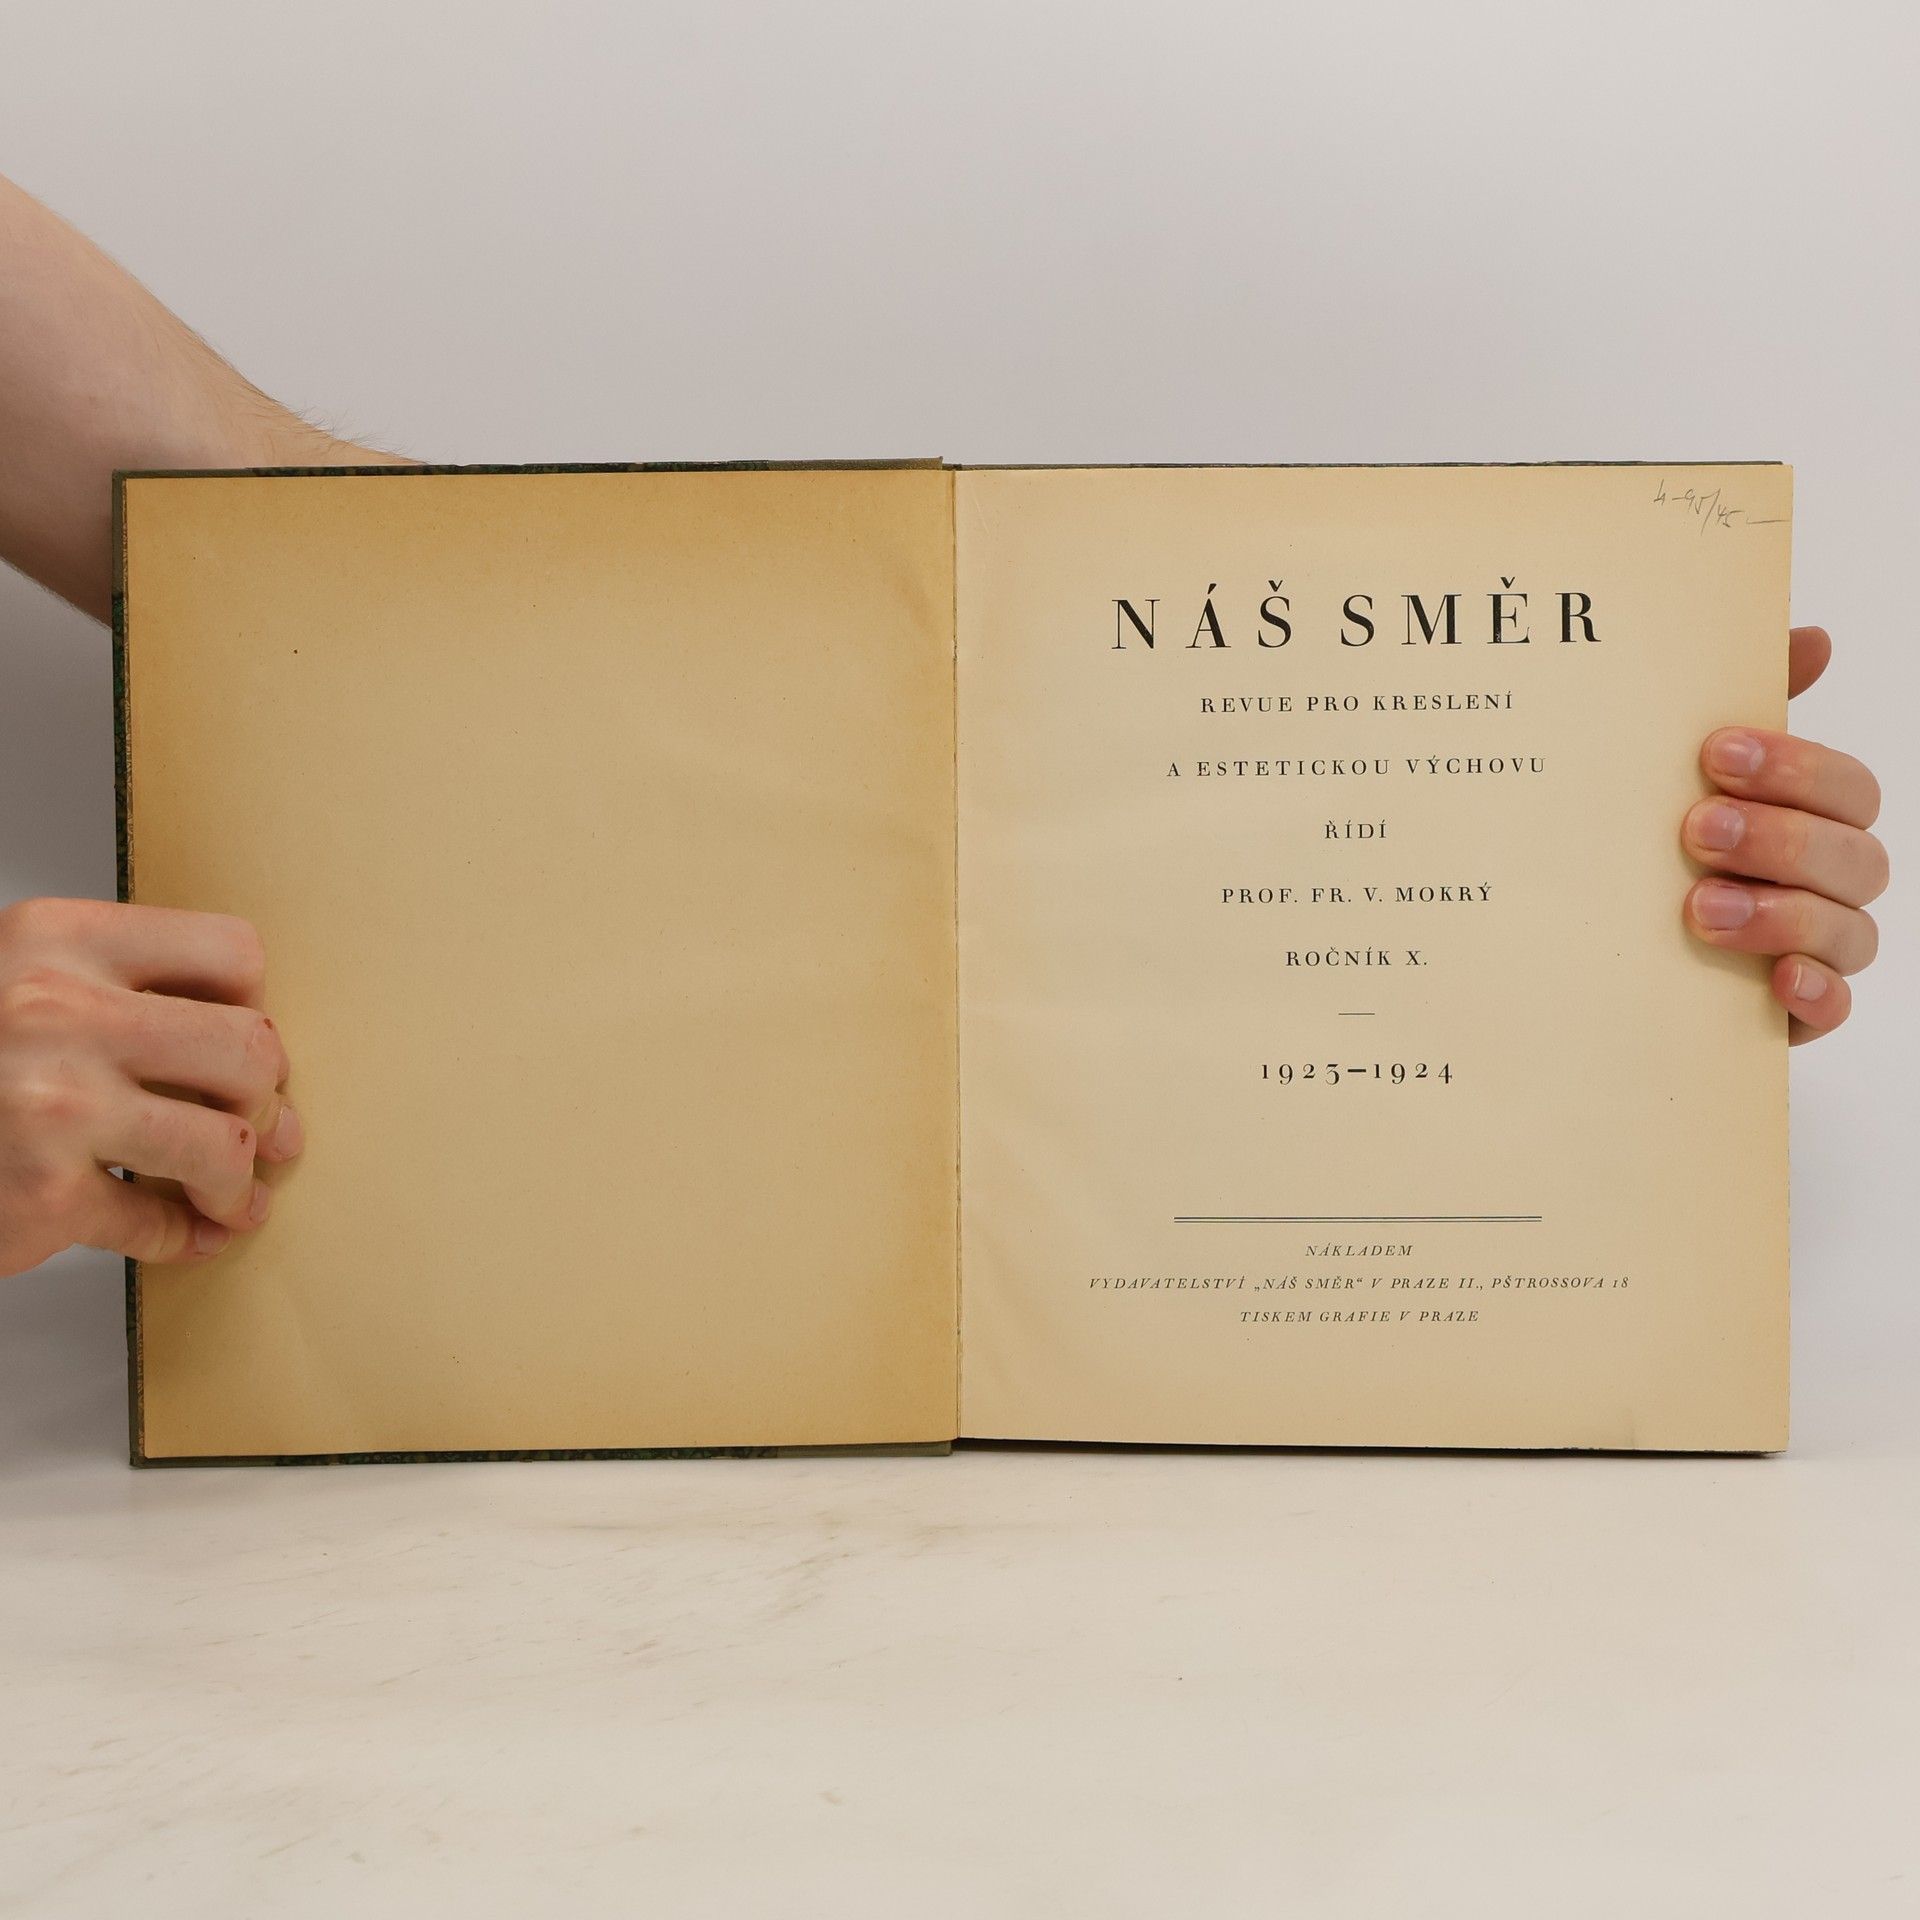 4-95/45—
NÁŠ SMĚR
REVUE PRO KRESLENÍ
A ESTETICKOU VÝCHOVU
ŘÍDÍ
PROF. FR. V. MOKRÝ
ROČNÍK X.
1923–1924
NÁKLADEM
VYDAVATELSTVÍ „NÁŠ SMĚR“ V PRAZE II., PŠTROSSOVA 18
TISKEM GRAFIE V PRAZE